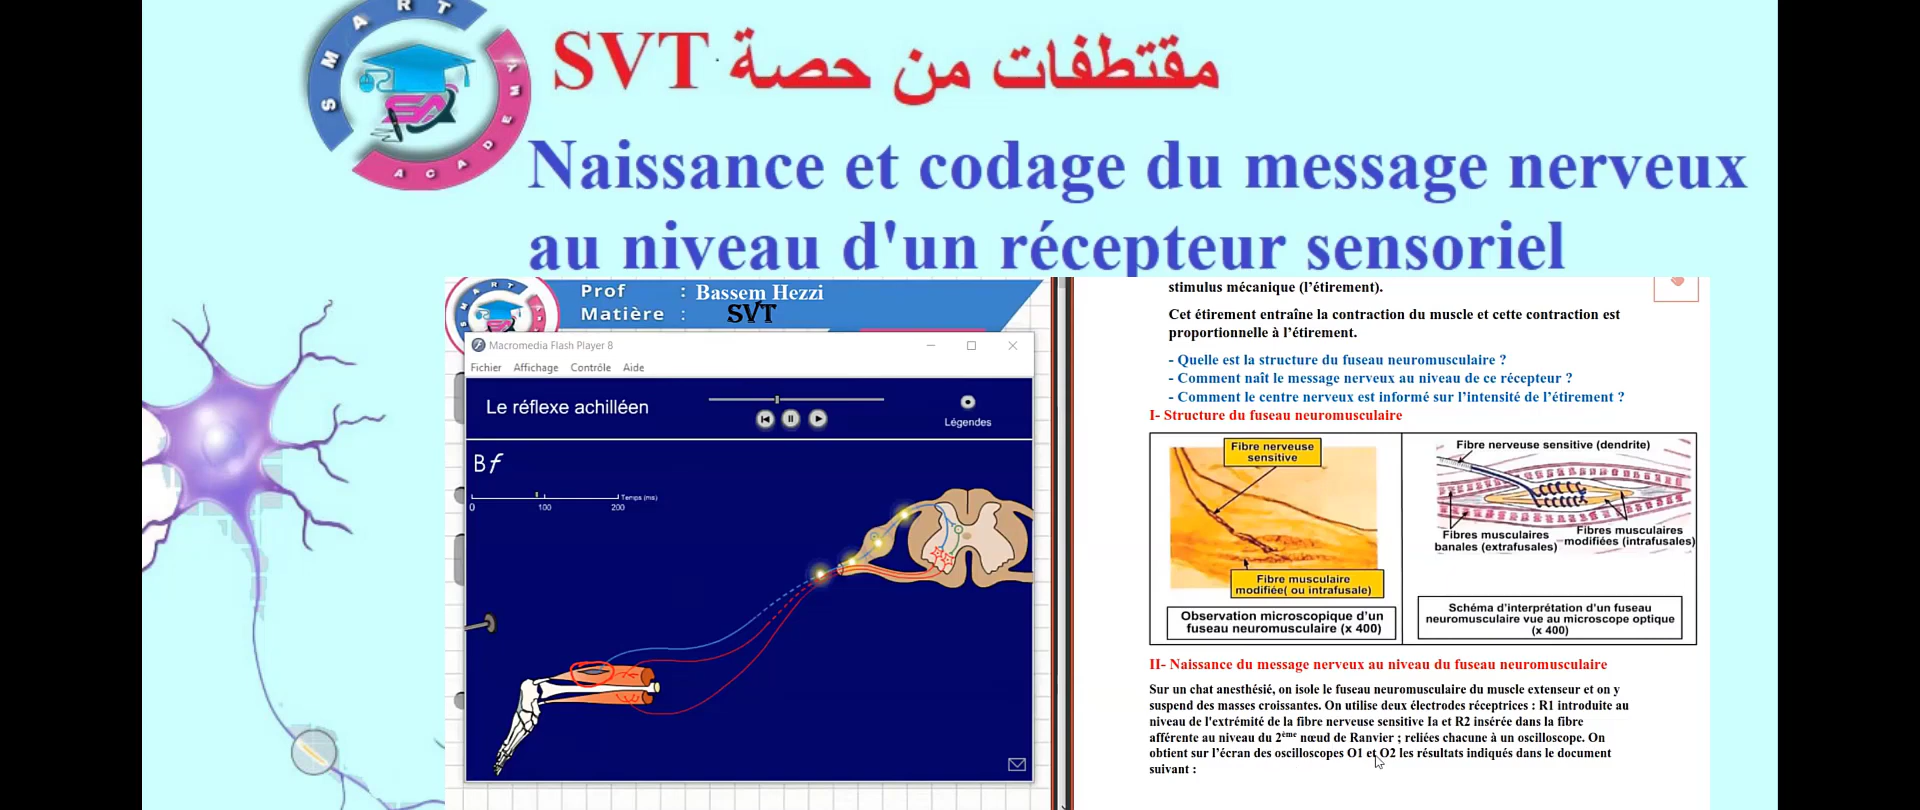 SMART
ACADEMY
مقتطفات من حصة SVT
Naissance et codage du message nerveux
au niveau d'un récepteur sensoriel
SMART
Prof : Bassem Hezzi
Matière : SVT
Macromedia Flash Player 8
Fichier Affichage Contrôle Aide
Le réflexe achilléen
Légendes
Bf
Temps (ms)
0 100 200
stimulus mécanique (l'étirement).
Cet étirement entraîne la contraction du muscle et cette contraction est
proportionnelle à l'étirement.
- Quelle est la structure du fuseau neuromusculaire ?
- Comment naît le message nerveux au niveau de ce récepteur ?
- Comment le centre nerveux est informé sur l'intensité de l'étirement ?
I- Structure du fuseau neuromusculaire
Fibre nerveuse
sensitive
Fibre musculaire
modifiée( ou intrafusale)
Observation microscopique d'un
fuseau neuromusculaire (x 400)
Fibre nerveuse sensitive (dendrite)
Fibres musculaires
banales (extrafusales)
Fibres musculaires
modifiées (intrafusales)
Schéma d'interprétation d'un fuseau
neuromusculaire vue au microscope optique
(x 400)
II- Naissance du message nerveux au niveau du fuseau neuromusculaire
Sur un chat anesthésié, on isole le fuseau neuromusculaire du muscle extenseur et on y
suspend des masses croissantes. On utilise deux électrodes réceptrices : R1 introduite au
niveau de l'extrémité de la fibre nerveuse sensitive Ia et R2 insérée dans la fibre
afférente au niveau du 2ème nœud de Ranvier ; reliées chacune à un oscilloscope. On
obtient sur l'écran des oscilloscopes O1 et O2 les résultats indiqués dans le document
suivant :